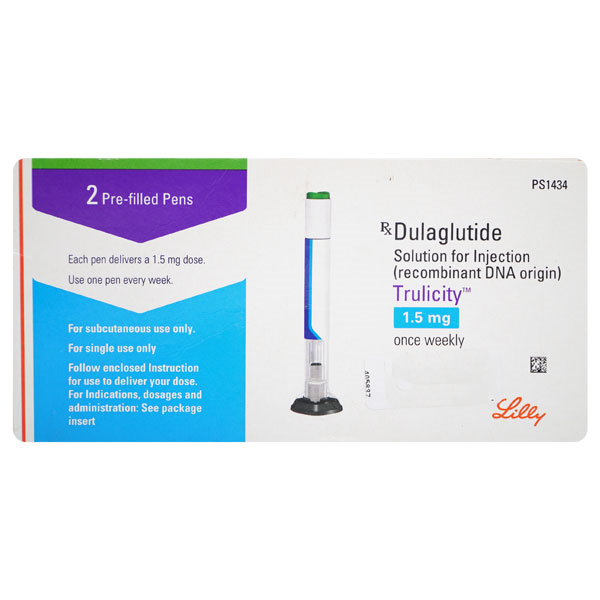 2 Pre-filled Pens
Each pen delivers a 1.5 mg dose.
Use one pen every week.
For subcutaneous use only.
For single use only
Follow enclosed Instruction
for use to deliver your dose.
For Indications, dosages and
administration: See package
insert
PS1434
℞ Dulaglutide
Solution for Injection
(recombinant DNA origin)
Trulicity™
1.5 mg
once weekly
Lilly